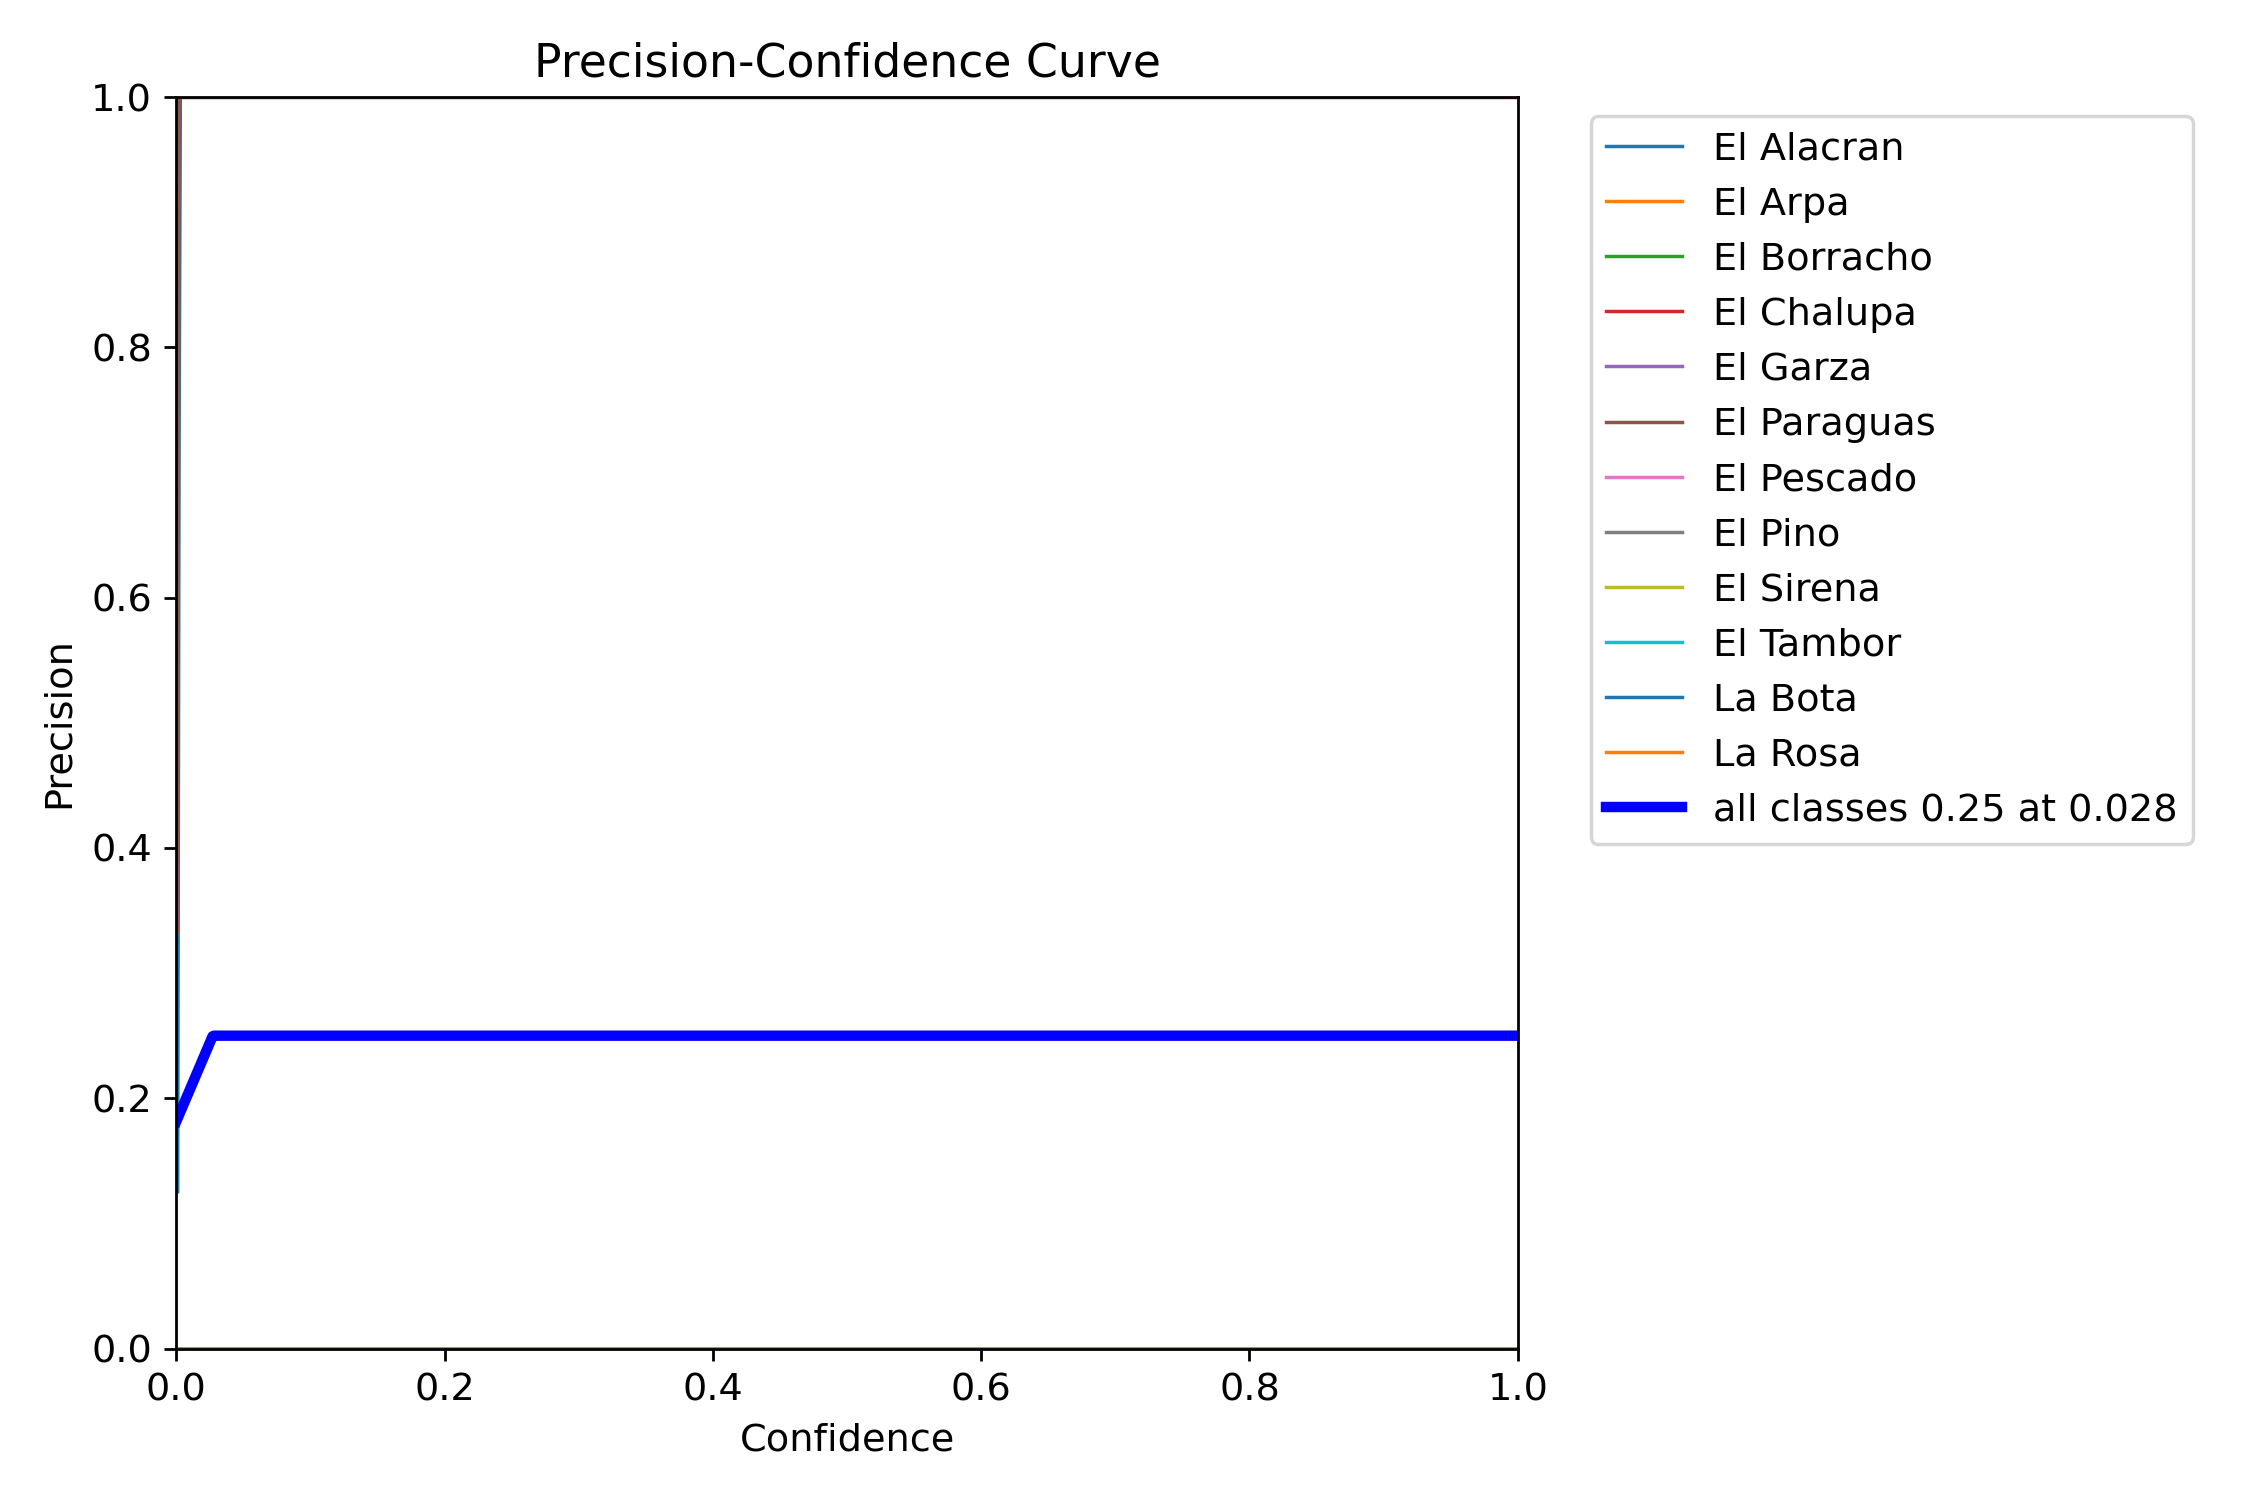 Precision-Confidence Curve
1.0
0.8
0.6
0.4
0.2
0.0
Precision
0.0 0.2 0.4 0.6 0.8 1.0
Confidence
El Alacran
El Arpa
El Borracho
El Chalupa
El Garza
El Paraguas
El Pescado
El Pino
El Sirena
El Tambor
La Bota
La Rosa
all classes 0.25 at 0.028